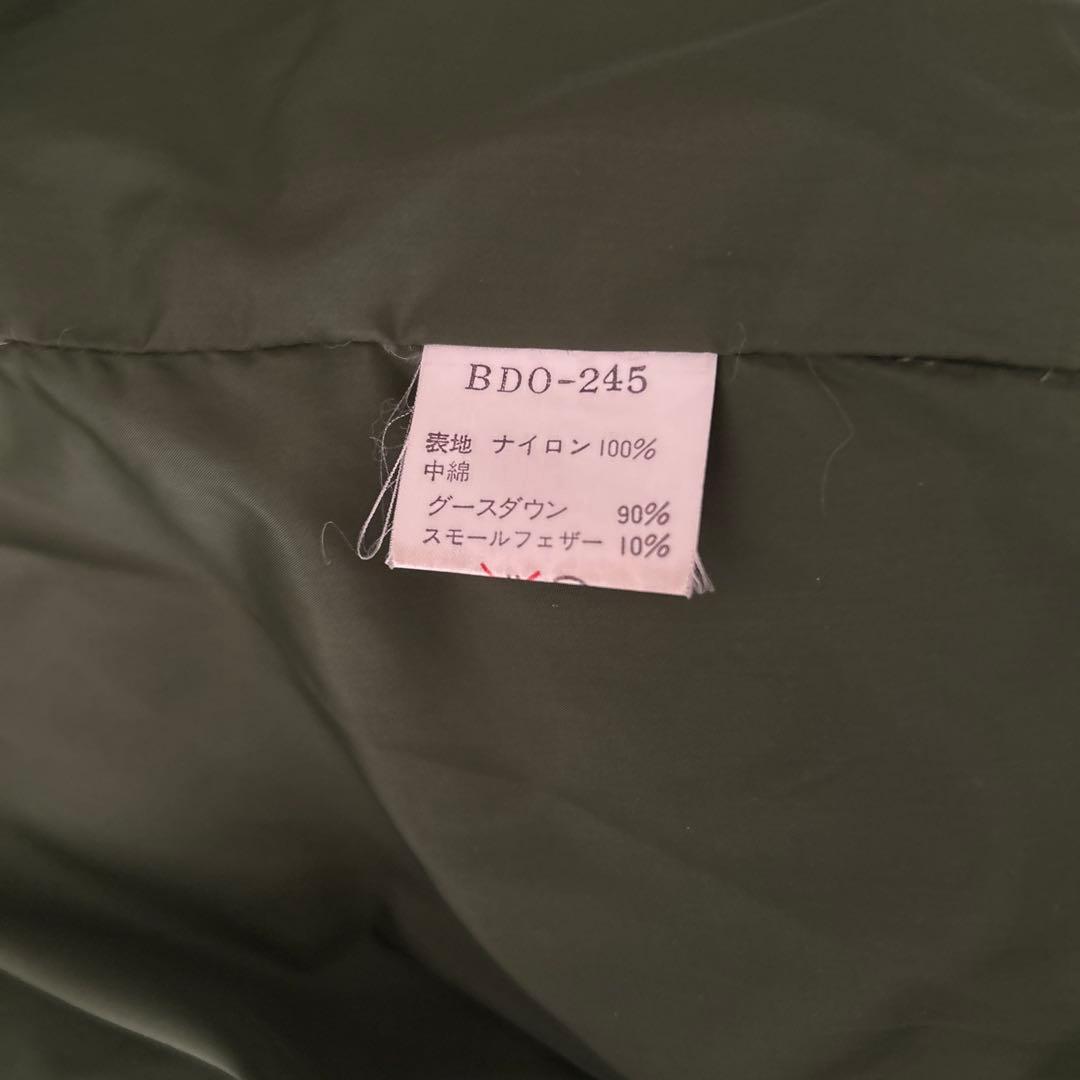 BDO-245
表地 ナイロン100%
中綿
グースダウン 90%
スモールフェザー 10%